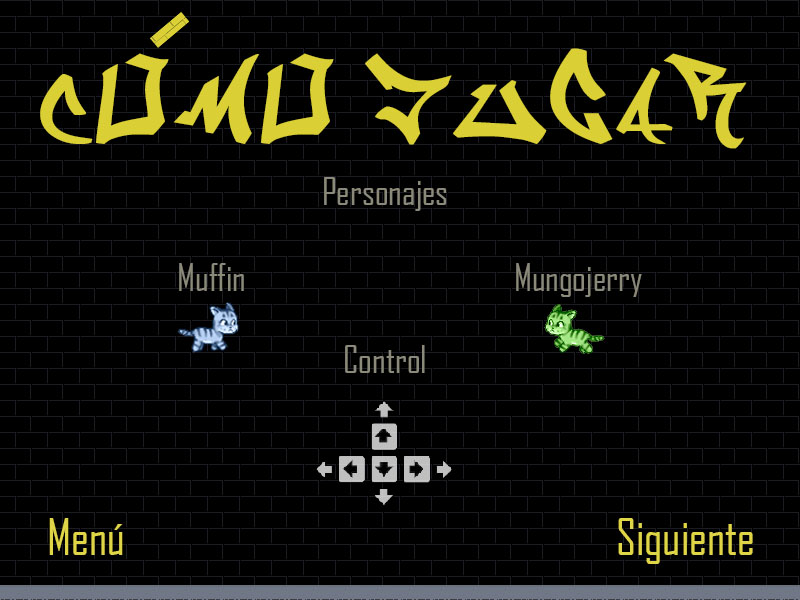 CÓMO JUGAR
Personajes
Muffin
Mungojerry
Control
Menú
Siguiente